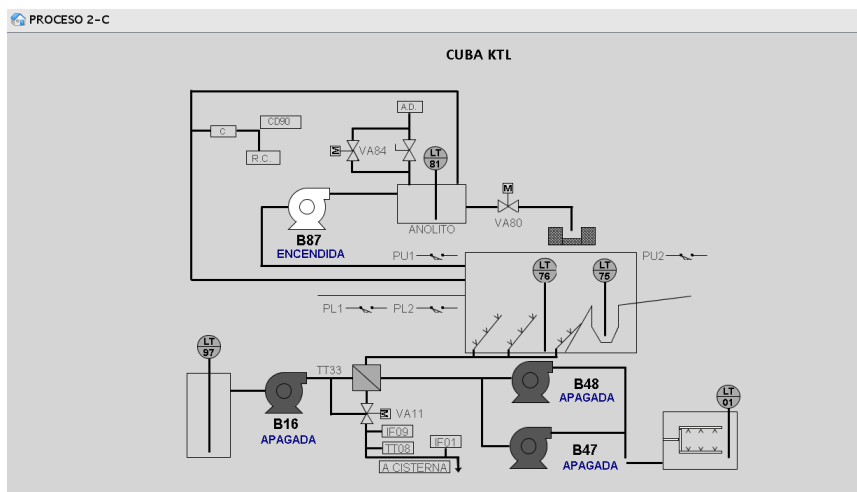 PROCESO 2-C
CUBA KTL
A.D.
CD90
C
R.C.
M
VA84
LT
81
M
ANOLITO
VA80
B87
ENCENDIDA
PU1
PU2
LT
76
LT
75
PL1
PL2
LT
97
TT33
B16
APAGADA
M
VA11
IF09
TT08
IF01
A CISTERNA
B48
APAGADA
B47
APAGADA
LT
01